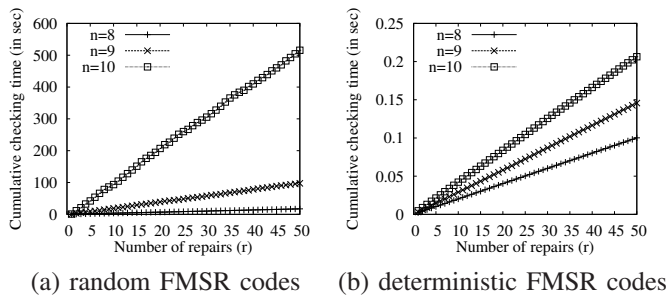 Cumulative checking time (in sec)
600
500
400
300
200
100
0
n=8
n=9
n=10
0 5 10 15 20 25 30 35 40 45 50
Number of repairs (r)
(a) random FMSR codes
Cumulative checking time (in sec)
0.25
0.2
0.15
0.1
0.05
0
n=8
n=9
n=10
0 5 10 15 20 25 30 35 40 45 50
Number of repairs (r)
(b) deterministic FMSR codes